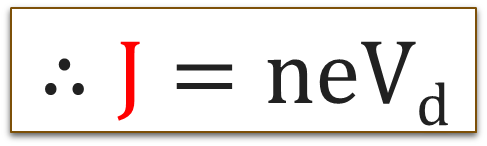 ∴ J = neV_d